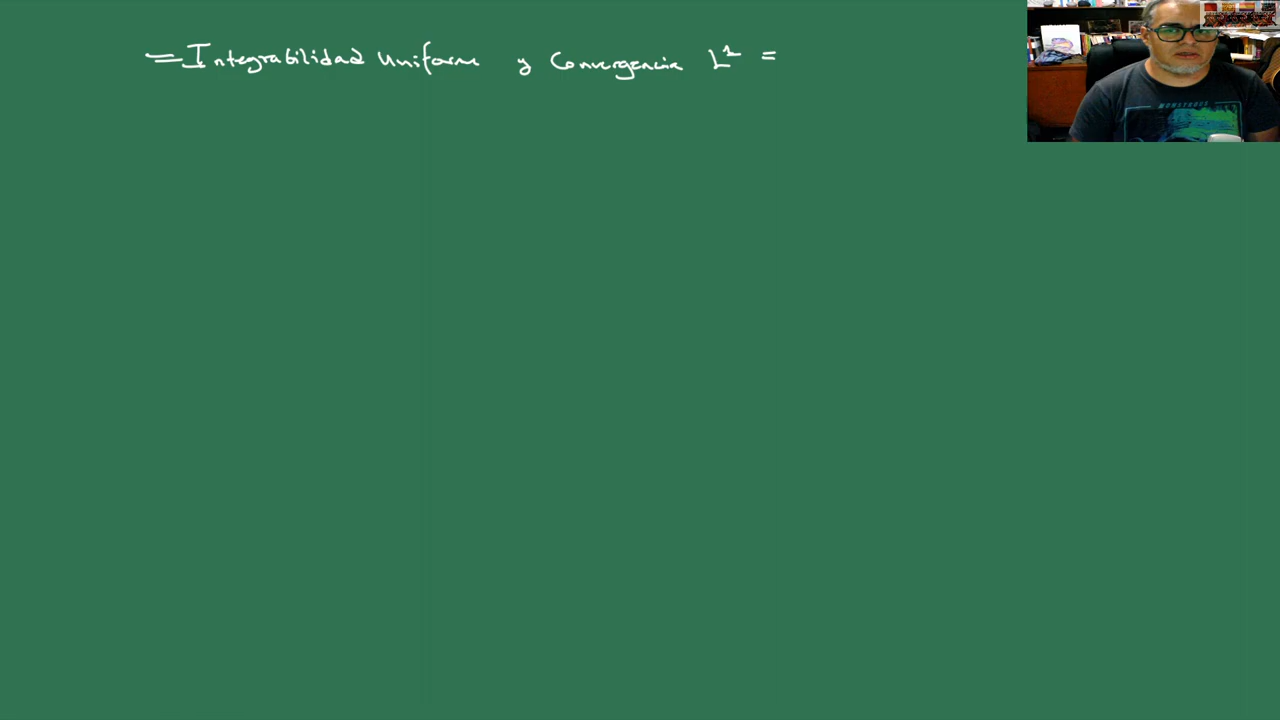 = Integrabilidad Uniforme y Convergencia L¹ =